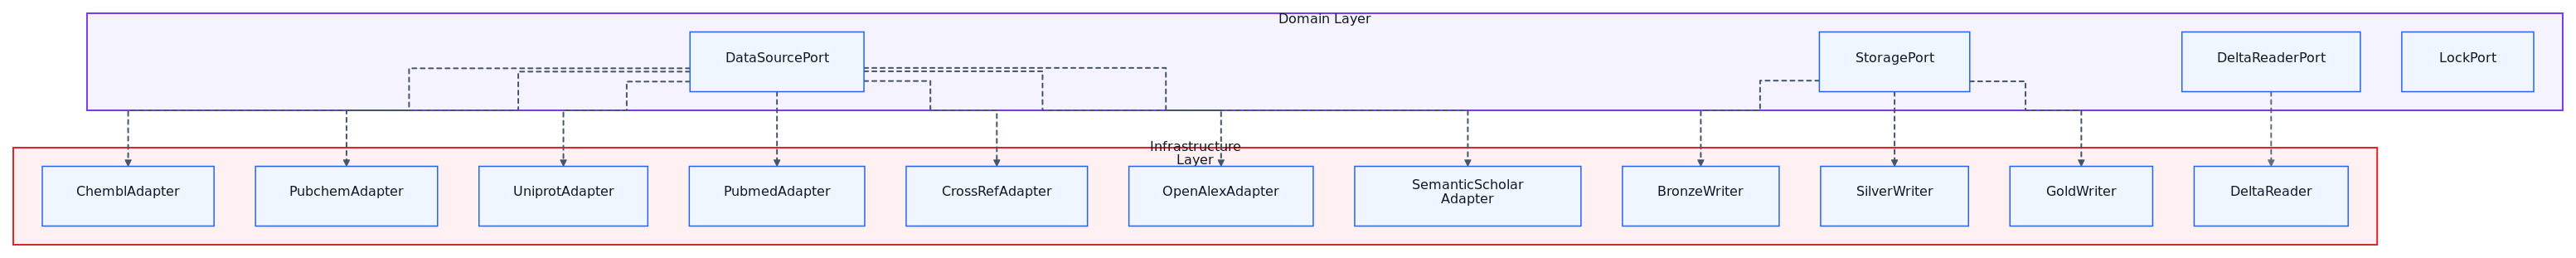 Domain Layer
DataSourcePort
StoragePort
DeltaReaderPort
LockPort
Infrastructure
Layer
ChemblAdapter
PubchemAdapter
UniprotAdapter
PubmedAdapter
CrossRefAdapter
OpenAlexAdapter
SemanticScholar
Adapter
BronzeWriter
SilverWriter
GoldWriter
DeltaReader